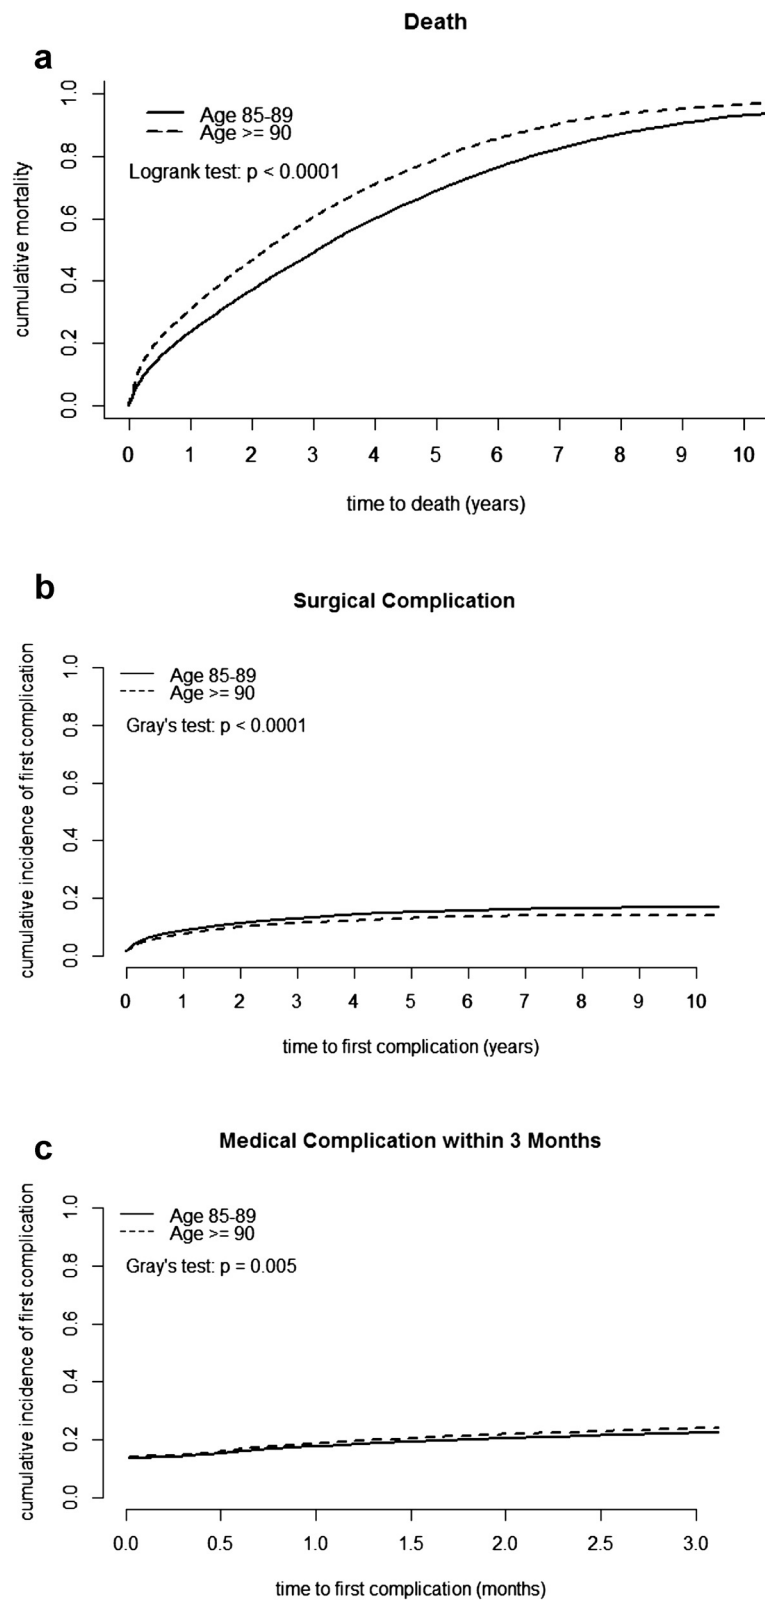 Death
a
Age 85-89
Age >= 90
Logrank test: p < 0.0001
cumulative mortality
0.0 0.2 0.4 0.6 0.8 1.0
0 1 2 3 4 5 6 7 8 9 10
time to death (years)
b
Surgical Complication
Age 85-89
Age >= 90
Gray's test: p < 0.0001
cumulative incidence of first complication
0.0 0.2 0.4 0.6 0.8 1.0
0 1 2 3 4 5 6 7 8 9 10
time to first complication (years)
c
Medical Complication within 3 Months
Age 85-89
Age >= 90
Gray's test: p = 0.005
cumulative incidence of first complication
0.0 0.2 0.4 0.6 0.8 1.0
0.0 0.5 1.0 1.5 2.0 2.5 3.0
time to first complication (months)